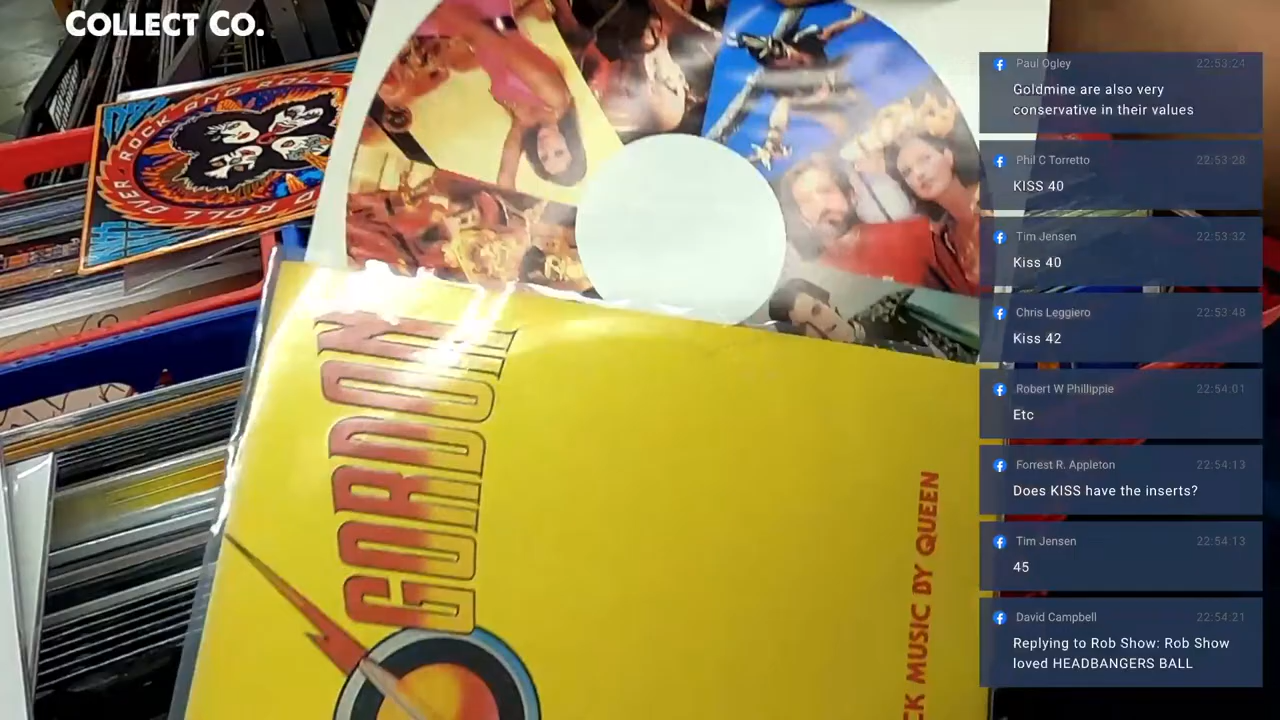 COLLECT CO.
ROCK AND ROLL OVER
GORDON
MUSIC BY QUEEN
Paul Ogley 22:53:24
Goldmine are also very
conservative in their values
Phil C Torretto 22:53:28
KISS 40
Tim Jensen 22:53:32
Kiss 40
Chris Leggiero 22:53:48
Kiss 42
Robert W Phillippie 22:54:01
Etc
Forrest R. Appleton 22:54:13
Does KISS have the inserts?
Tim Jensen 22:54:13
45
David Campbell 22:54:21
Replying to Rob Show: Rob Show
loved HEADBANGERS BALL